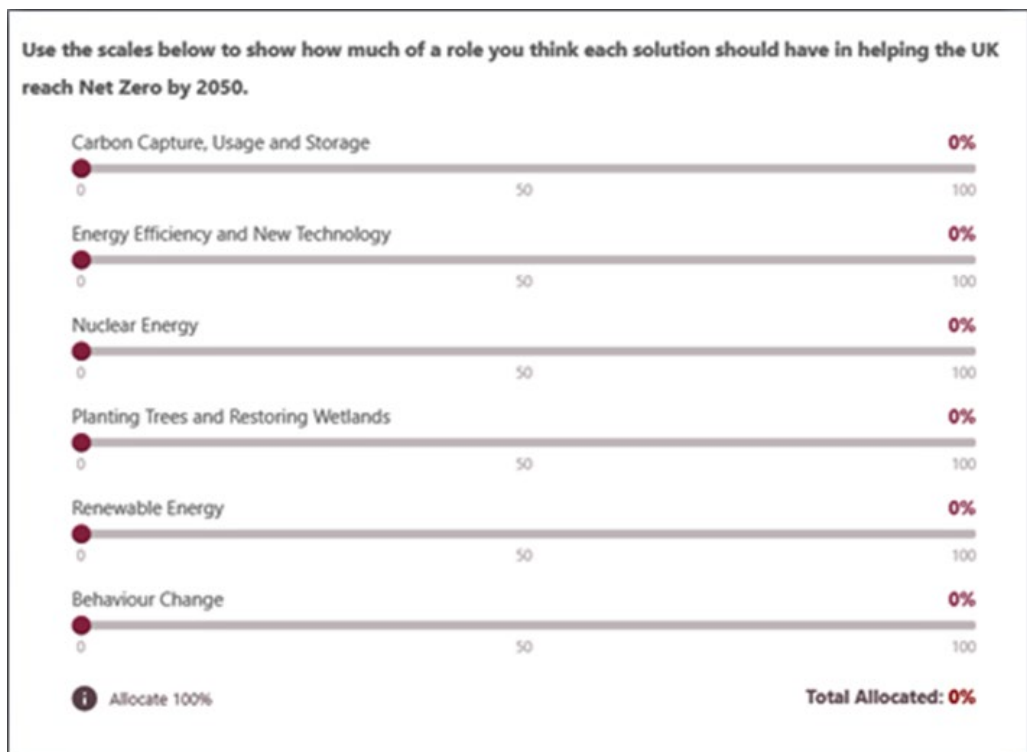 Use the scales below to show how much of a role you think each solution should have in helping the UK
reach Net Zero by 2050.
Carbon Capture, Usage and Storage 0%
0 50 100
Energy Efficiency and New Technology 0%
0 50 100
Nuclear Energy 0%
0 50 100
Planting Trees and Restoring Wetlands 0%
0 50 100
Renewable Energy 0%
0 50 100
Behaviour Change 0%
0 50 100
i Allocate 100% Total Allocated: 0%